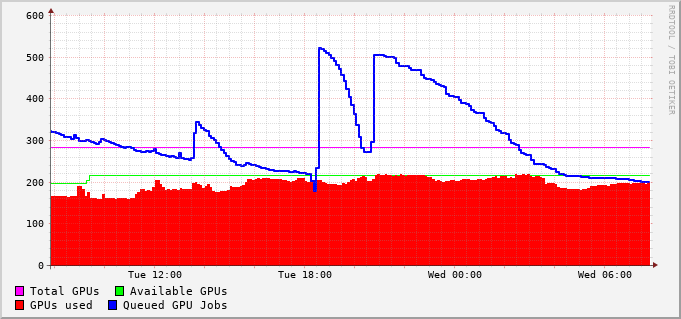 600
500
400
300
200
100
0
Tue 12:00 Tue 18:00 Wed 00:00 Wed 06:00
Total GPUs Available GPUs
GPUs used Queued GPU Jobs
RRDTOOL / TOBI OETIKER